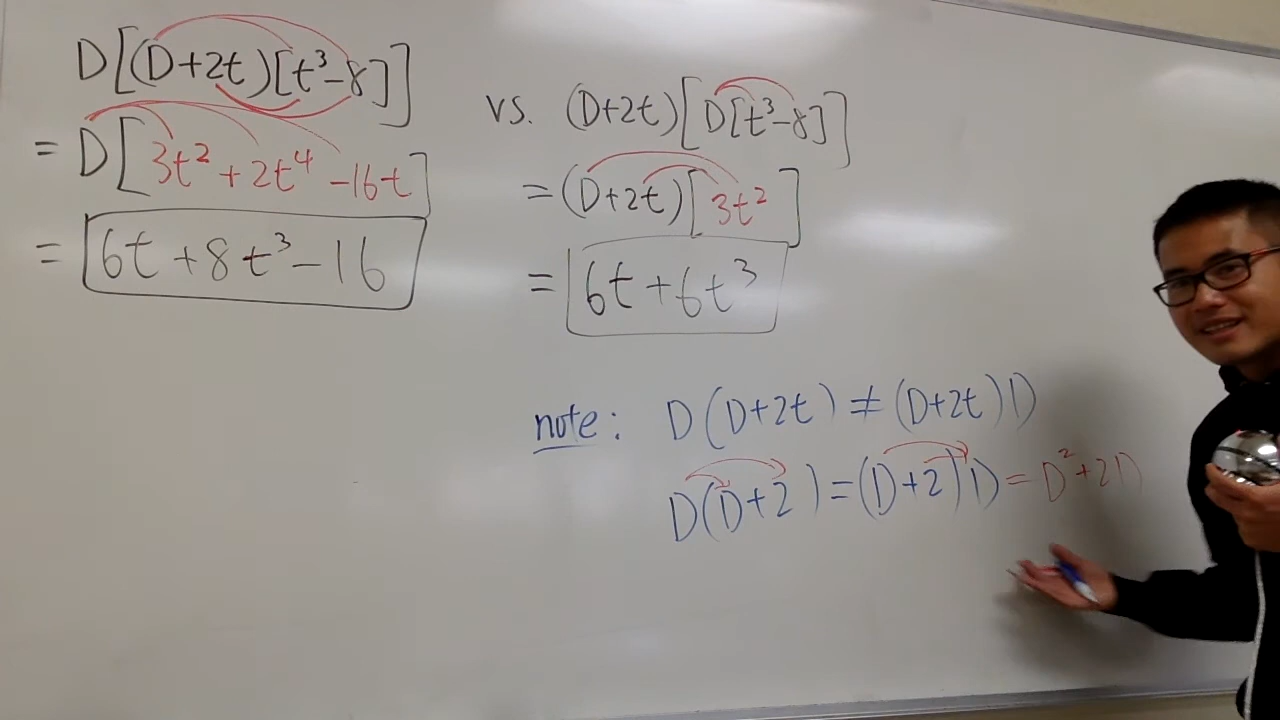 D[(D+2t)[t³-8]]
= D[3t²+2t⁴-16t]
= 6t+8t³-16
vs. (D+2t)[D[t³-8]]
= (D+2t)[3t²]
= 6t+6t³
note: D(D+2t) ≠ (D+2t)D
D(D+2) = (D+2)D = D²+2D